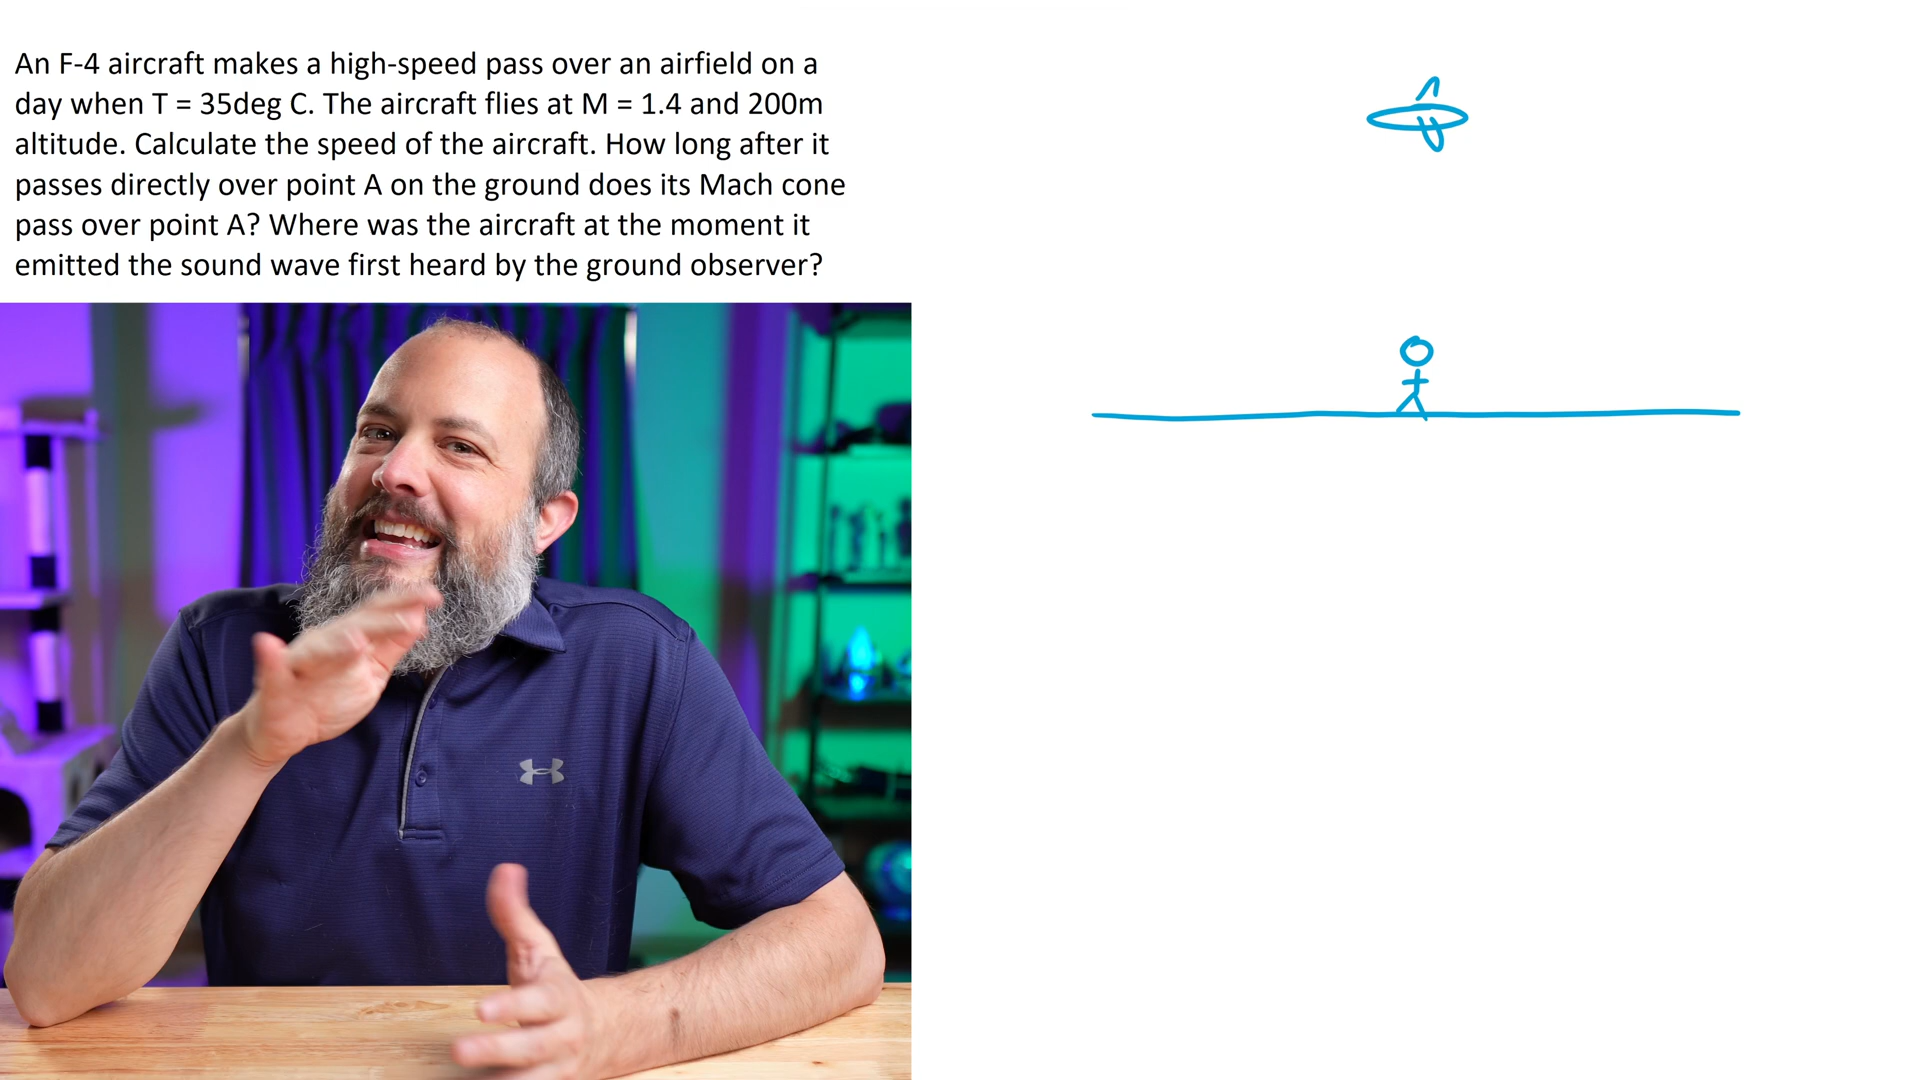 An F-4 aircraft makes a high-speed pass over an airfield on a
day when T = 35deg C. The aircraft flies at M = 1.4 and 200m
altitude. Calculate the speed of the aircraft. How long after it
passes directly over point A on the ground does its Mach cone
pass over point A? Where was the aircraft at the moment it
emitted the sound wave first heard by the ground observer?